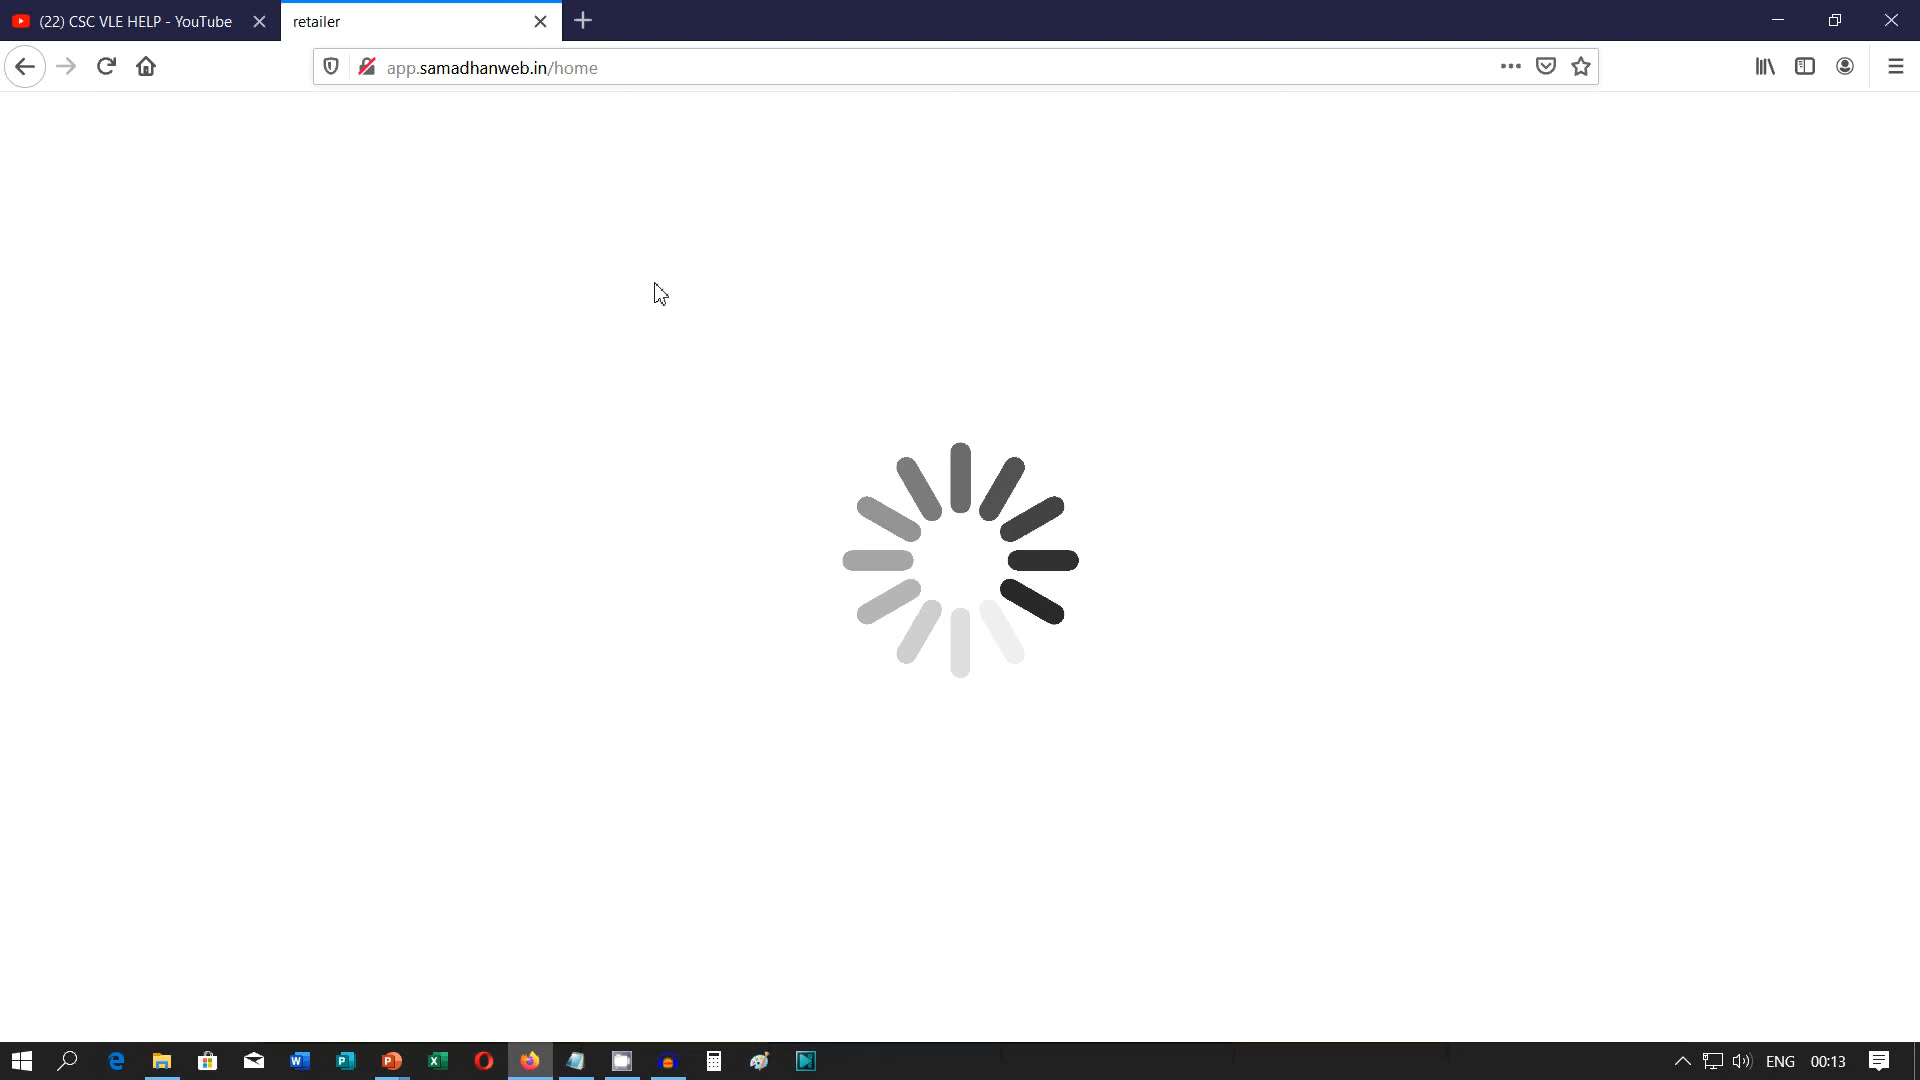 (22) CSC VLE HELP - YouTube
retailer
app.samadhanweb.in/home
ENG
00:13